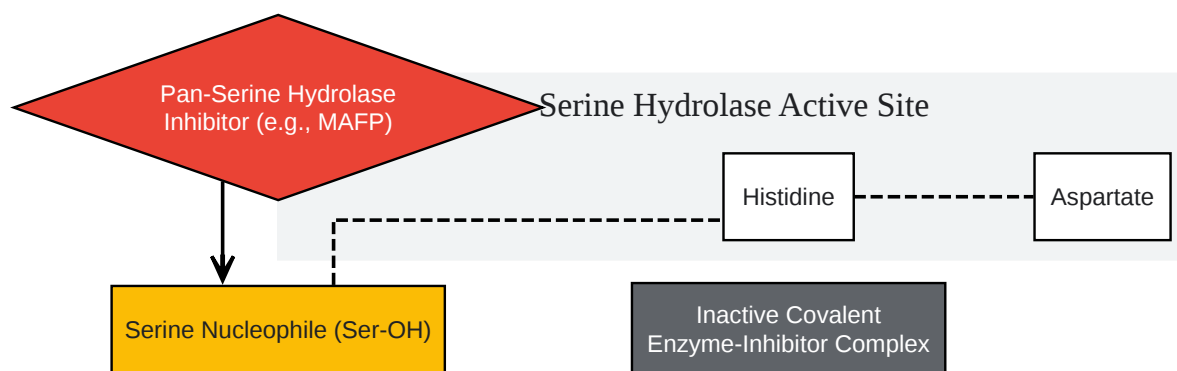 Pan-Serine Hydrolase
Inhibitor (e.g., MAFP)
Serine Hydrolase Active Site
Histidine
Aspartate
Serine Nucleophile (Ser-OH)
Inactive Covalent
Enzyme-Inhibitor Complex